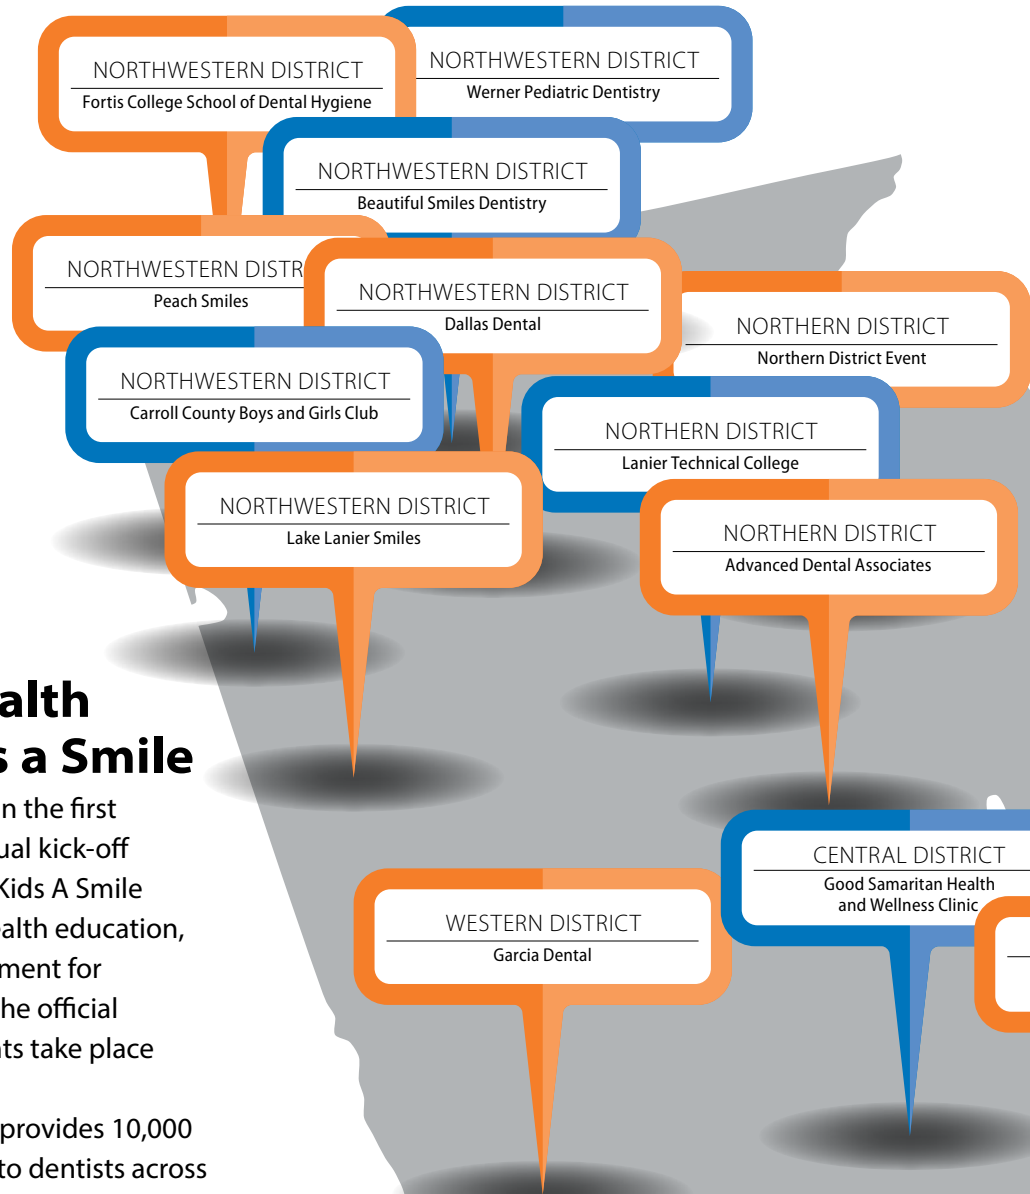 NORTHWESTERN DISTRICT
Fortis College School of Dental Hygiene
NORTHWESTERN DISTRICT
Werner Pediatric Dentistry
NORTHWESTERN DISTRICT
Beautiful Smiles Dentistry
NORTHWESTERN DISTR
Peach Smiles
NORTHWESTERN DISTRICT
Dallas Dental
NORTHERN DISTRICT
Northern District Event
NORTHWESTERN DISTRICT
Carroll County Boys and Girls Club
NORTHERN DISTRICT
Lanier Technical College
NORTHWESTERN DISTRICT
Lake Lanier Smiles
NORTHERN DISTRICT
Advanced Dental Associates
CENTRAL DISTRICT
Good Samaritan Health
and Wellness Clinic
WESTERN DISTRICT
Garcia Dental
alth
s a Smile
n the first
ual kick-off
Kids A Smile
alth education,
ment for
he official
ts take place
provides 10,000
to dentists across